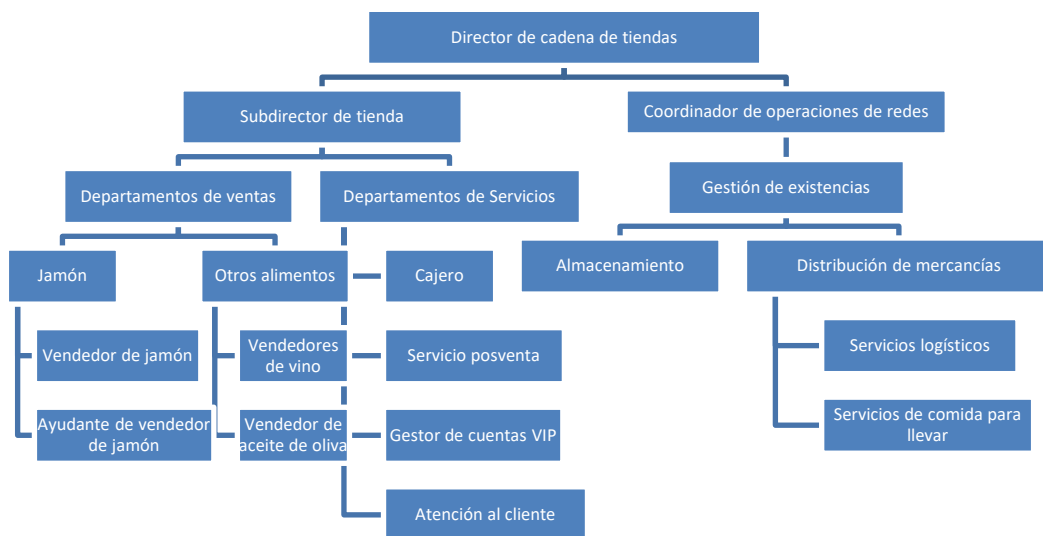 Director de cadena de tiendas
Subdirector de tienda
Coordinador de operaciones de redes
Departamentos de ventas
Departamentos de Servicios
Gestión de existencias
Jamón
Otros alimentos
Cajero
Almacenamiento
Distribución de mercancías
Vendedor de jamón
Vendedores
de vino
Servicio posventa
Servicios logísticos
Ayudante de vendedor
de jamón
Vendedor de
aceite de oliva
Gestor de cuentas VIP
Servicios de comida para
llevar
Atención al cliente